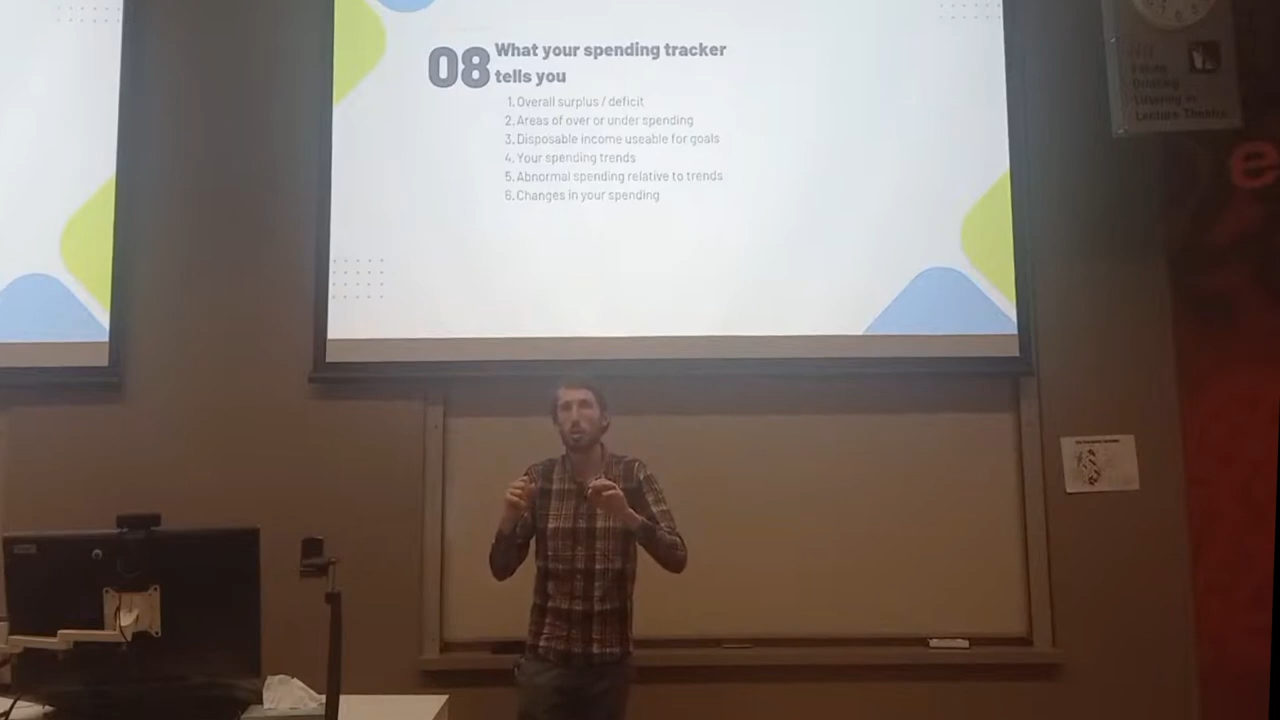 08
What your spending tracker
tells you
1. Overall surplus / deficit
2. Areas of over or under spending
3. Disposable income useable for goals
4. Your spending trends
5. Abnormal spending relative to trends
6. Changes in your spending
Lecture Theatre
e